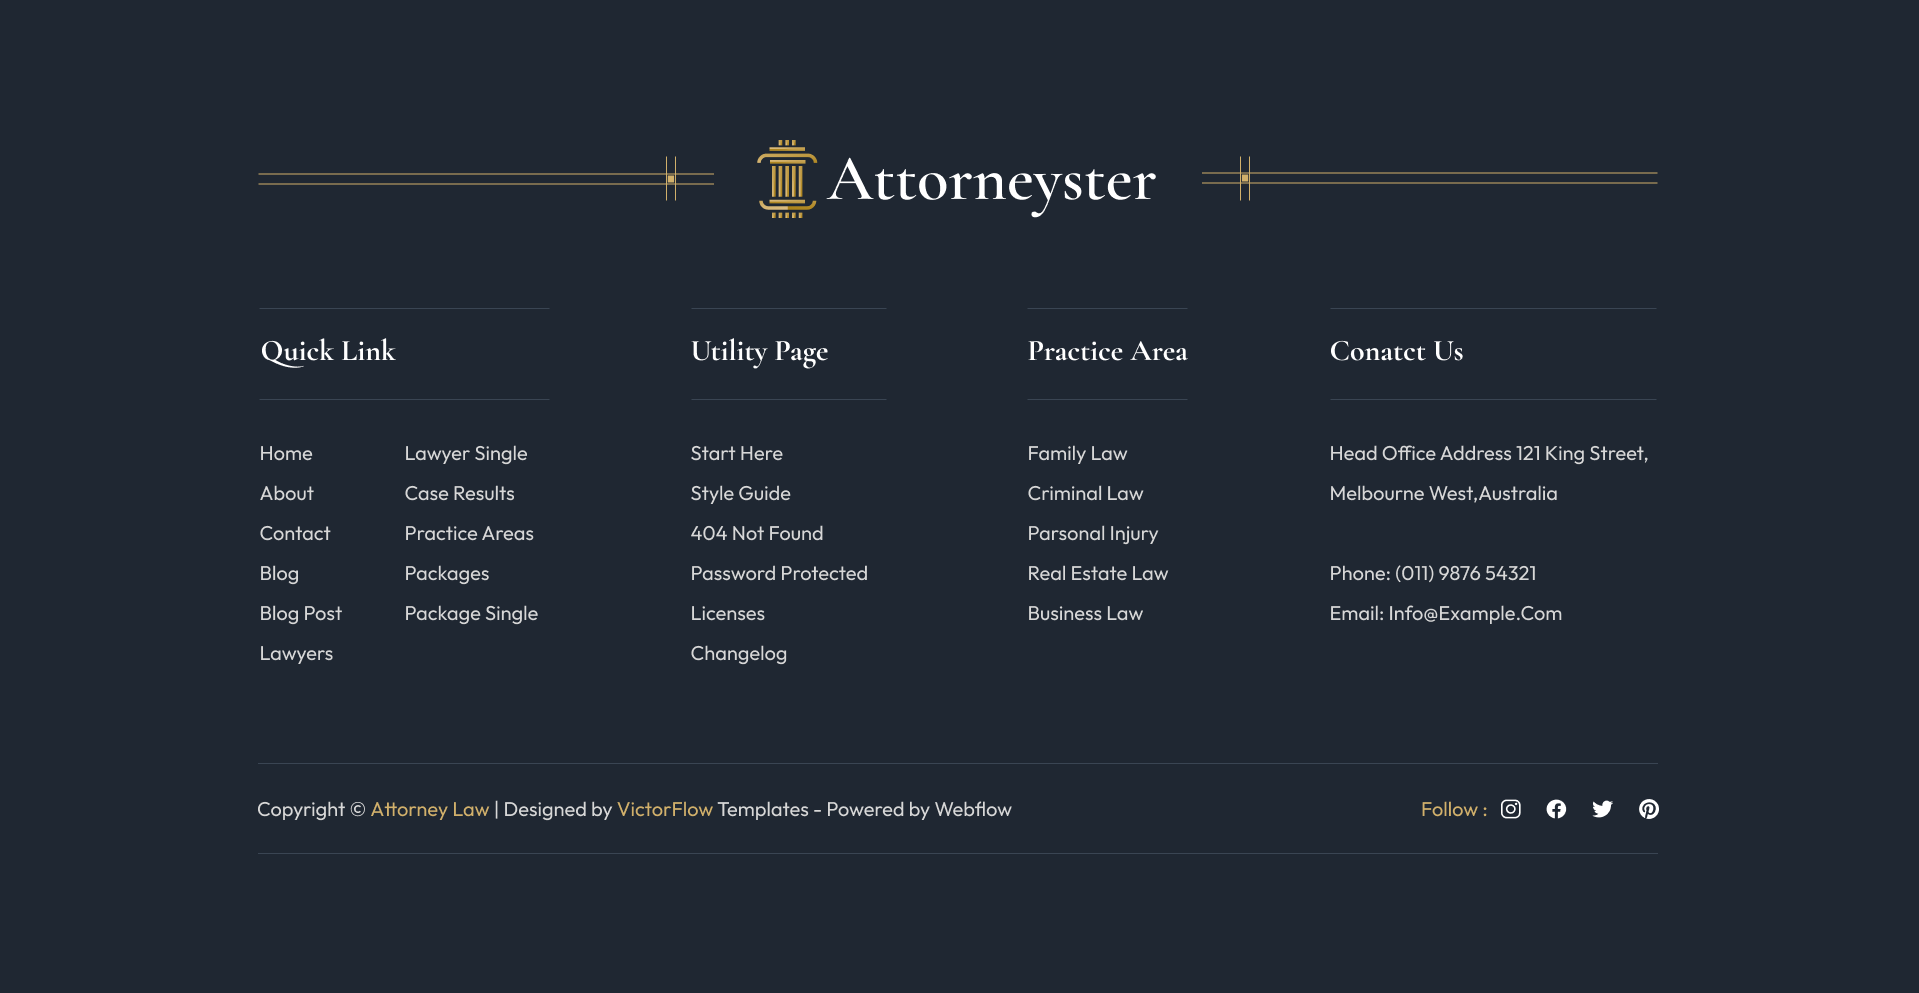 Attorneyster
Quick Link
Home
About
Contact
Blog
Blog Post
Lawyers
Lawyer Single
Case Results
Practice Areas
Packages
Package Single
Utility Page
Start Here
Style Guide
404 Not Found
Password Protected
Licenses
Changelog
Practice Area
Family Law
Criminal Law
Parsonal Injury
Real Estate Law
Business Law
Conatct Us
Head Office Address 121 King Street,
Melbourne West,Australia
Phone: (011) 9876 54321
Email: Info@Example.Com
Copyright © Attorney Law | Designed by VictorFlow Templates - Powered by Webflow
Follow :